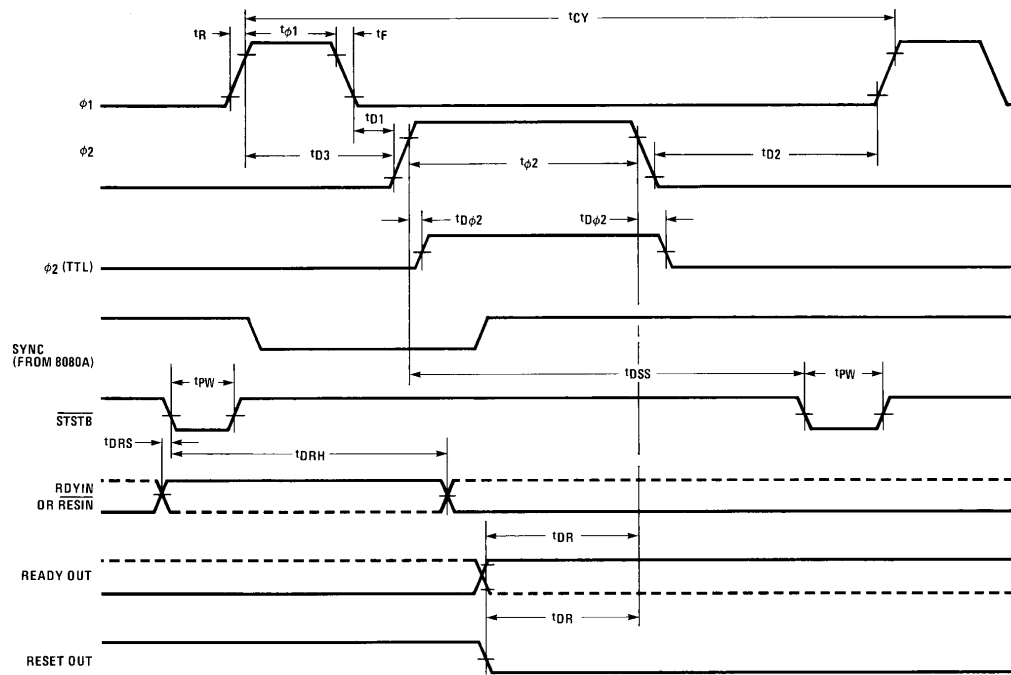 tCY
tR tϕ1 tF
ϕ1
tD1
ϕ2
tD3 tϕ2 tD2
tDϕ2 tDϕ2
ϕ2 (TTL)
SYNC
(FROM 8080A)
tPW tDSS tPW
STSTB
tDRS
tDRH
RDYIN
OR RESIN
tDR
READY OUT
tDR
RESET OUT